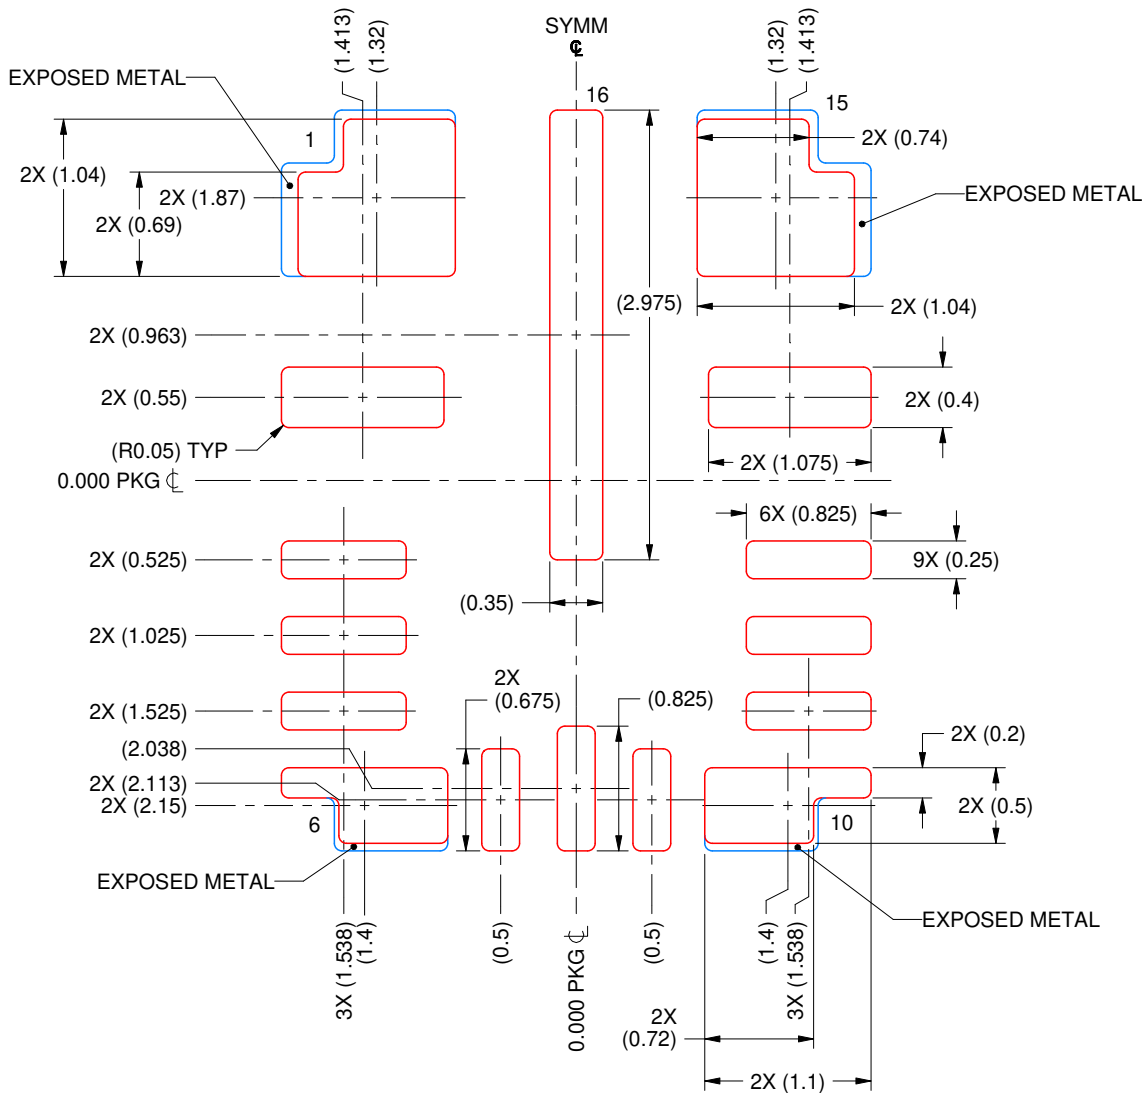 (1.413)
(1.32)
SYMM
℄
(1.32)
(1.413)
EXPOSED METAL
16
15
1
2X (0.74)
2X (1.04)
2X (1.87)
EXPOSED METAL
2X (0.69)
(2.975)
2X (1.04)
2X (0.963)
2X (0.55)
2X (0.4)
(R0.05) TYP
2X (1.075)
0.000 PKG ℄
6X (0.825)
2X (0.525)
9X (0.25)
(0.35)
2X (1.025)
2X
(0.675)
(0.825)
2X (1.525)
2X (0.2)
(2.038)
2X (2.113)
2X (2.15)
2X (0.5)
6
10
EXPOSED METAL
EXPOSED METAL
3X (1.538)
(1.4)
(0.5)
0.000 PKG ℄
(0.5)
(1.4)
3X (1.538)
2X
(0.72)
2X (1.1)